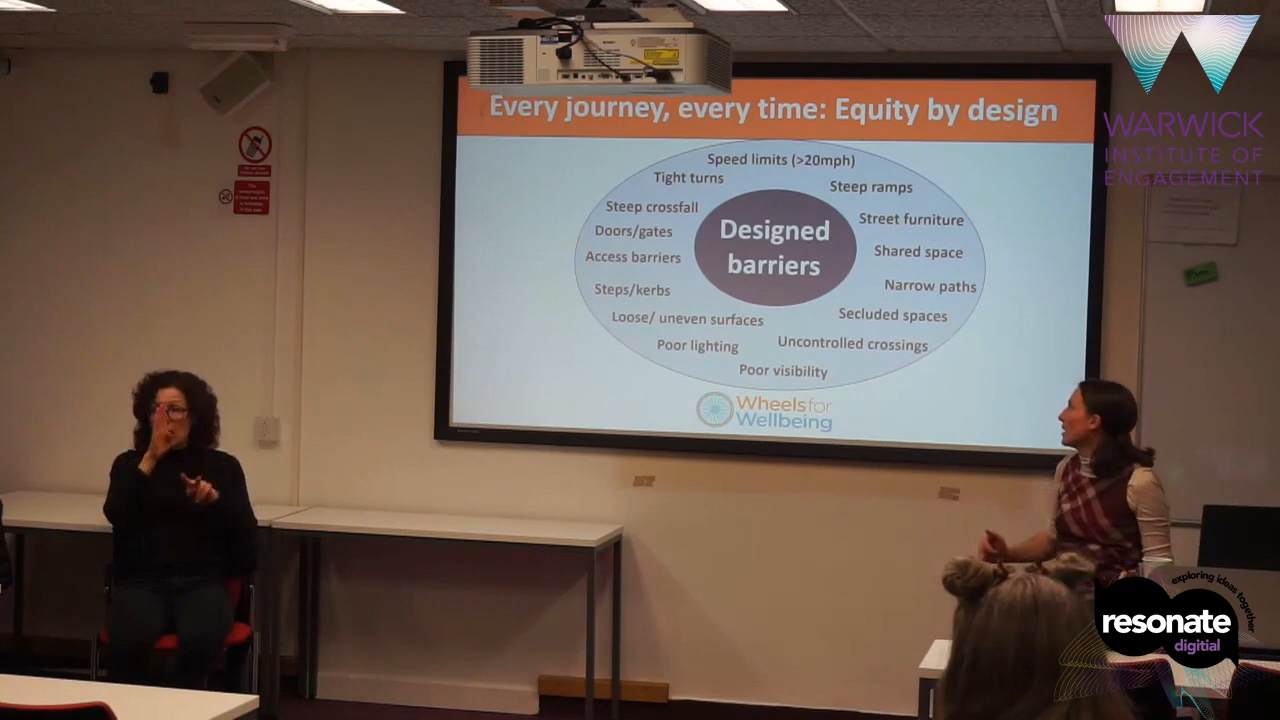 Every journey, every time: Equity by design
Speed limits (>20mph)
Tight turns
Steep ramps
Steep crossfall
Street furniture
Doors/gates
Designed
barriers
Access barriers
Shared space
Steps/kerbs
Narrow paths
Loose/ uneven surfaces
Secluded spaces
Poor lighting
Uncontrolled crossings
Poor visibility
Wheels for
Wellbeing
WARWICK
INSTITUTE OF
ENGAGEMENT
exploring ideas together
resonate
digitial